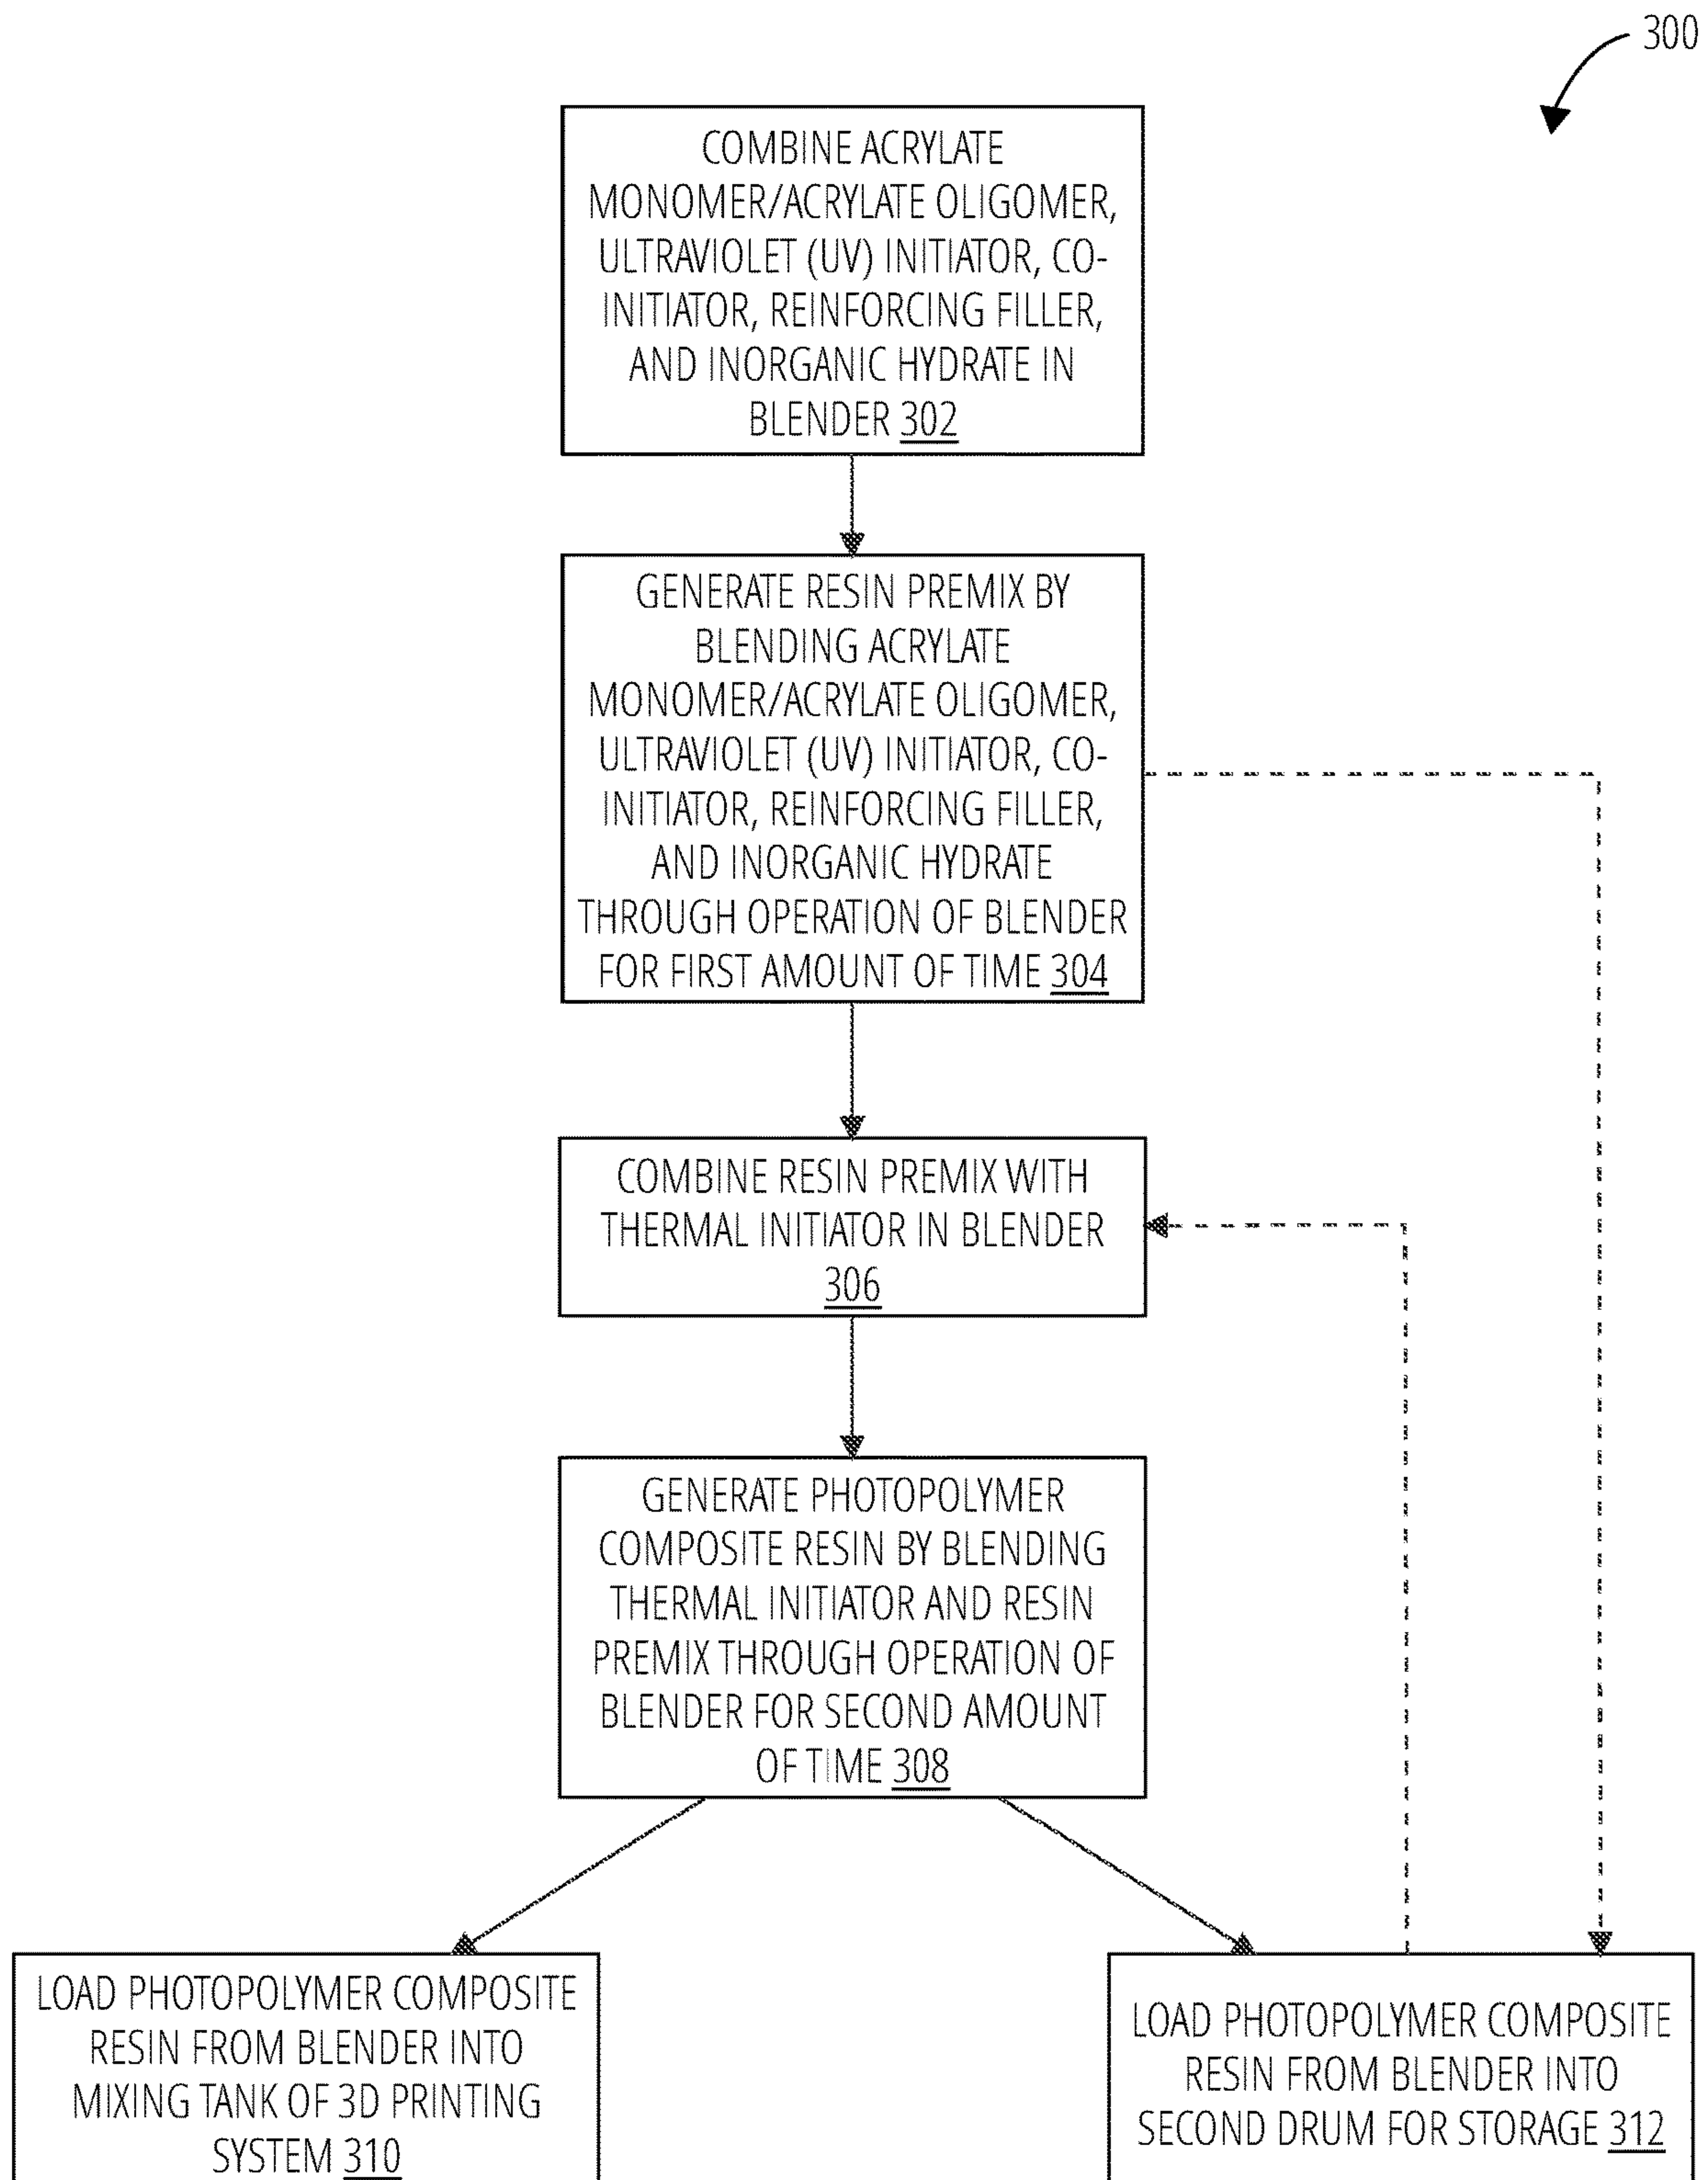 300
COMBINE ACRYLATE
MONOMER/ACRYLATE OLIGOMER,
ULTRAVIOLET (UV) INITIATOR, CO-
INITIATOR, REINFORCING FILLER,
AND INORGANIC HYDRATE IN
BLENDER 302
GENERATE RESIN PREMIX BY
BLENDING ACRYLATE
MONOMER/ACRYLATE OLIGOMER,
ULTRAVIOLET (UV) INITIATOR, CO-
INITIATOR, REINFORCING FILLER,
AND INORGANIC HYDRATE
THROUGH OPERATION OF BLENDER
FOR FIRST AMOUNT OF TIME 304
COMBINE RESIN PREMIX WITH
THERMAL INITIATOR IN BLENDER
306
GENERATE PHOTOPOLYMER
COMPOSITE RESIN BY BLENDING
THERMAL INITIATOR AND RESIN
PREMIX THROUGH OPERATION OF
BLENDER FOR SECOND AMOUNT
OF TIME 308
LOAD PHOTOPOLYMER COMPOSITE
RESIN FROM BLENDER INTO
MIXING TANK OF 3D PRINTING
SYSTEM 310
LOAD PHOTOPOLYMER COMPOSITE
RESIN FROM BLENDER INTO
SECOND DRUM FOR STORAGE 312